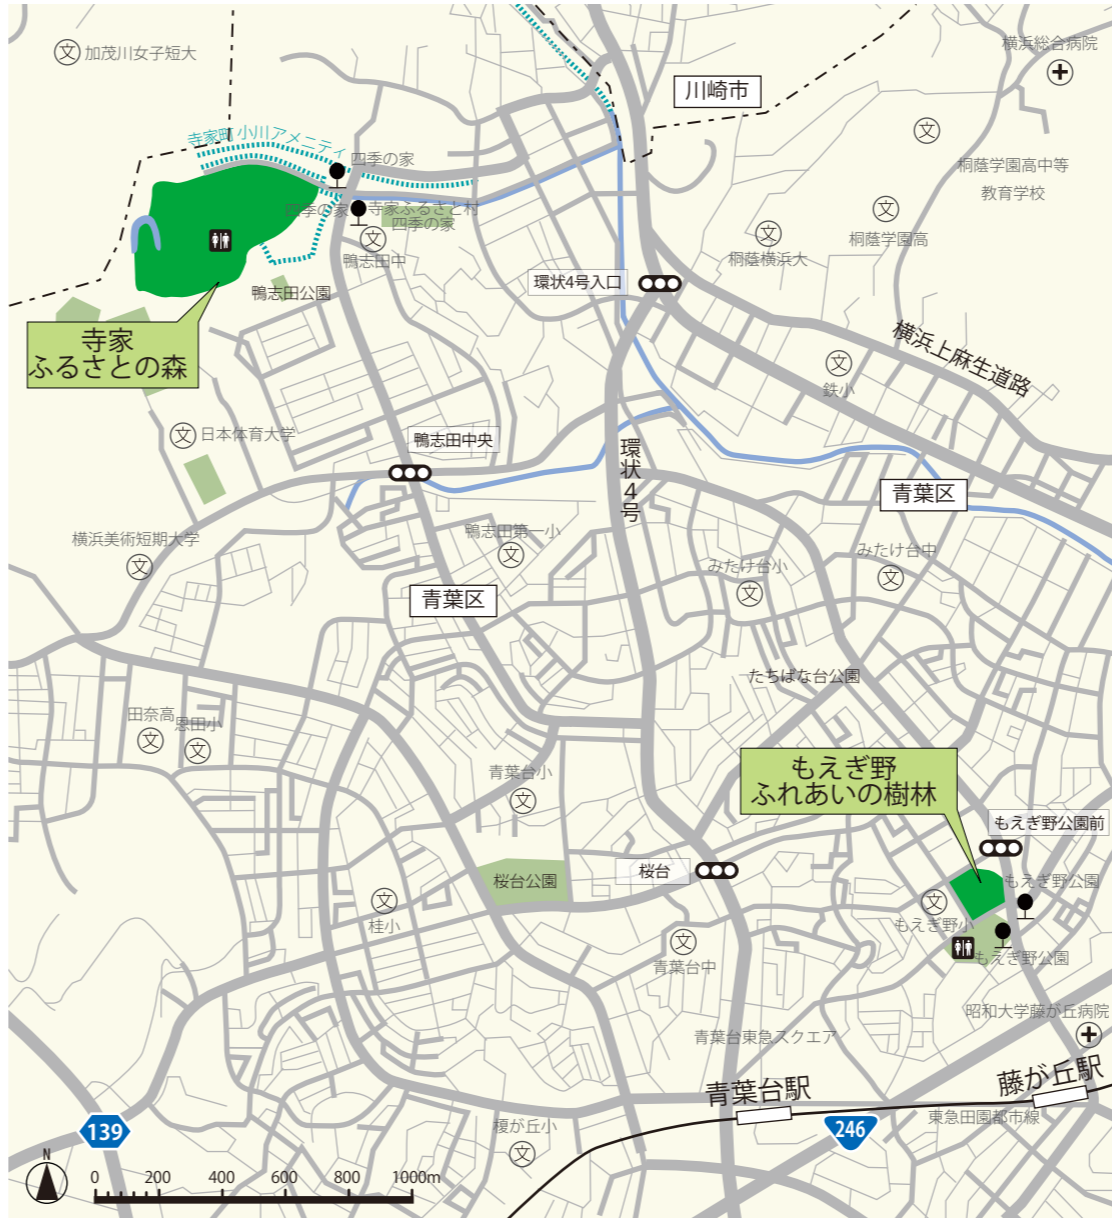 加茂川女子短大
横浜総合病院
川崎市
寺家町 小川アメニティ
四季の家
桐蔭学園高中等
教育学校
四季の家
寺家ふるさと村
四季の家
文
鴨志田中
桐蔭学園高
桐蔭横浜大
環状4号入口
鴨志田公園
寺家
ふるさとの森
横浜上麻生道路
鉄小
日本体育大学
鴨志田中央
環状4号
青葉区
横浜美術短期大学
鴨志田第一小
みたけ台小
みたけ台中
青葉区
たちばな台公園
田奈高
恩田小
もえぎ野
ふれあいの樹林
青葉台小
もえぎ野公園前
桜台公園
桜台
もえぎ野公園
桂小
もえぎ野小
青葉台中
もえぎ野公園
昭和大学藤が丘病院
青葉台東急スクエア
青葉台駅
藤が丘駅
東急田園都市線
139
246
榎が丘小
N
0 200 400 600 800 1000m